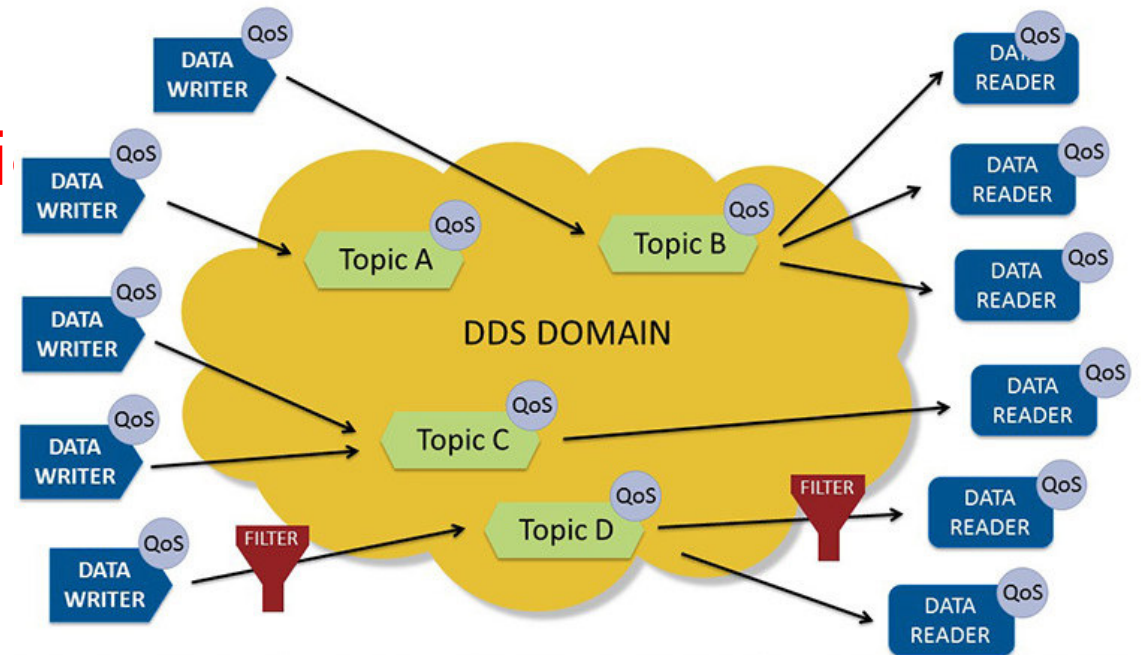 QoS
DATA
WRITER
QoS
DATA
WRITER
QoS
DATA
WRITER
QoS
DATA
WRITER
QoS
DATA
WRITER
FILTER
QoS
Topic A
QoS
Topic B
DDS DOMAIN
QoS
Topic C
QoS
Topic D
FILTER
QoS
DATA
READER
QoS
DATA
READER
QoS
DATA
READER
QoS
DATA
READER
QoS
DATA
READER
QoS
DATA
READER